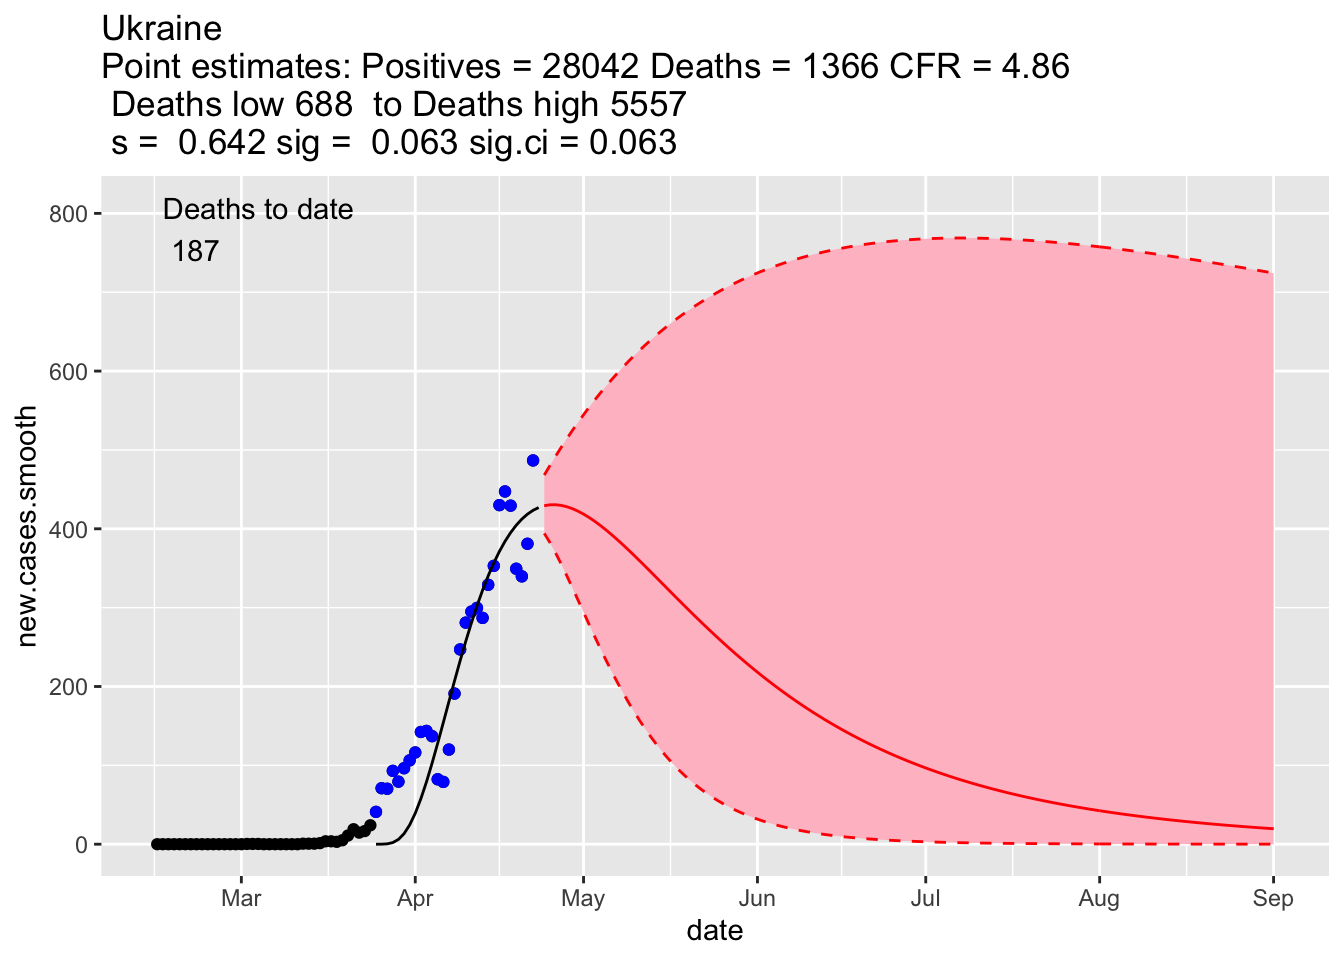 Ukraine
Point estimates: Positives = 28042 Deaths = 1366 CFR = 4.86
Deaths low 688  to Deaths high 5557
s =  0.642 sig =  0.063 sig.ci = 0.063
Deaths to date
187
800
600
400
200
0
new.cases.smooth
Mar Apr May Jun Jul Aug Sep
date